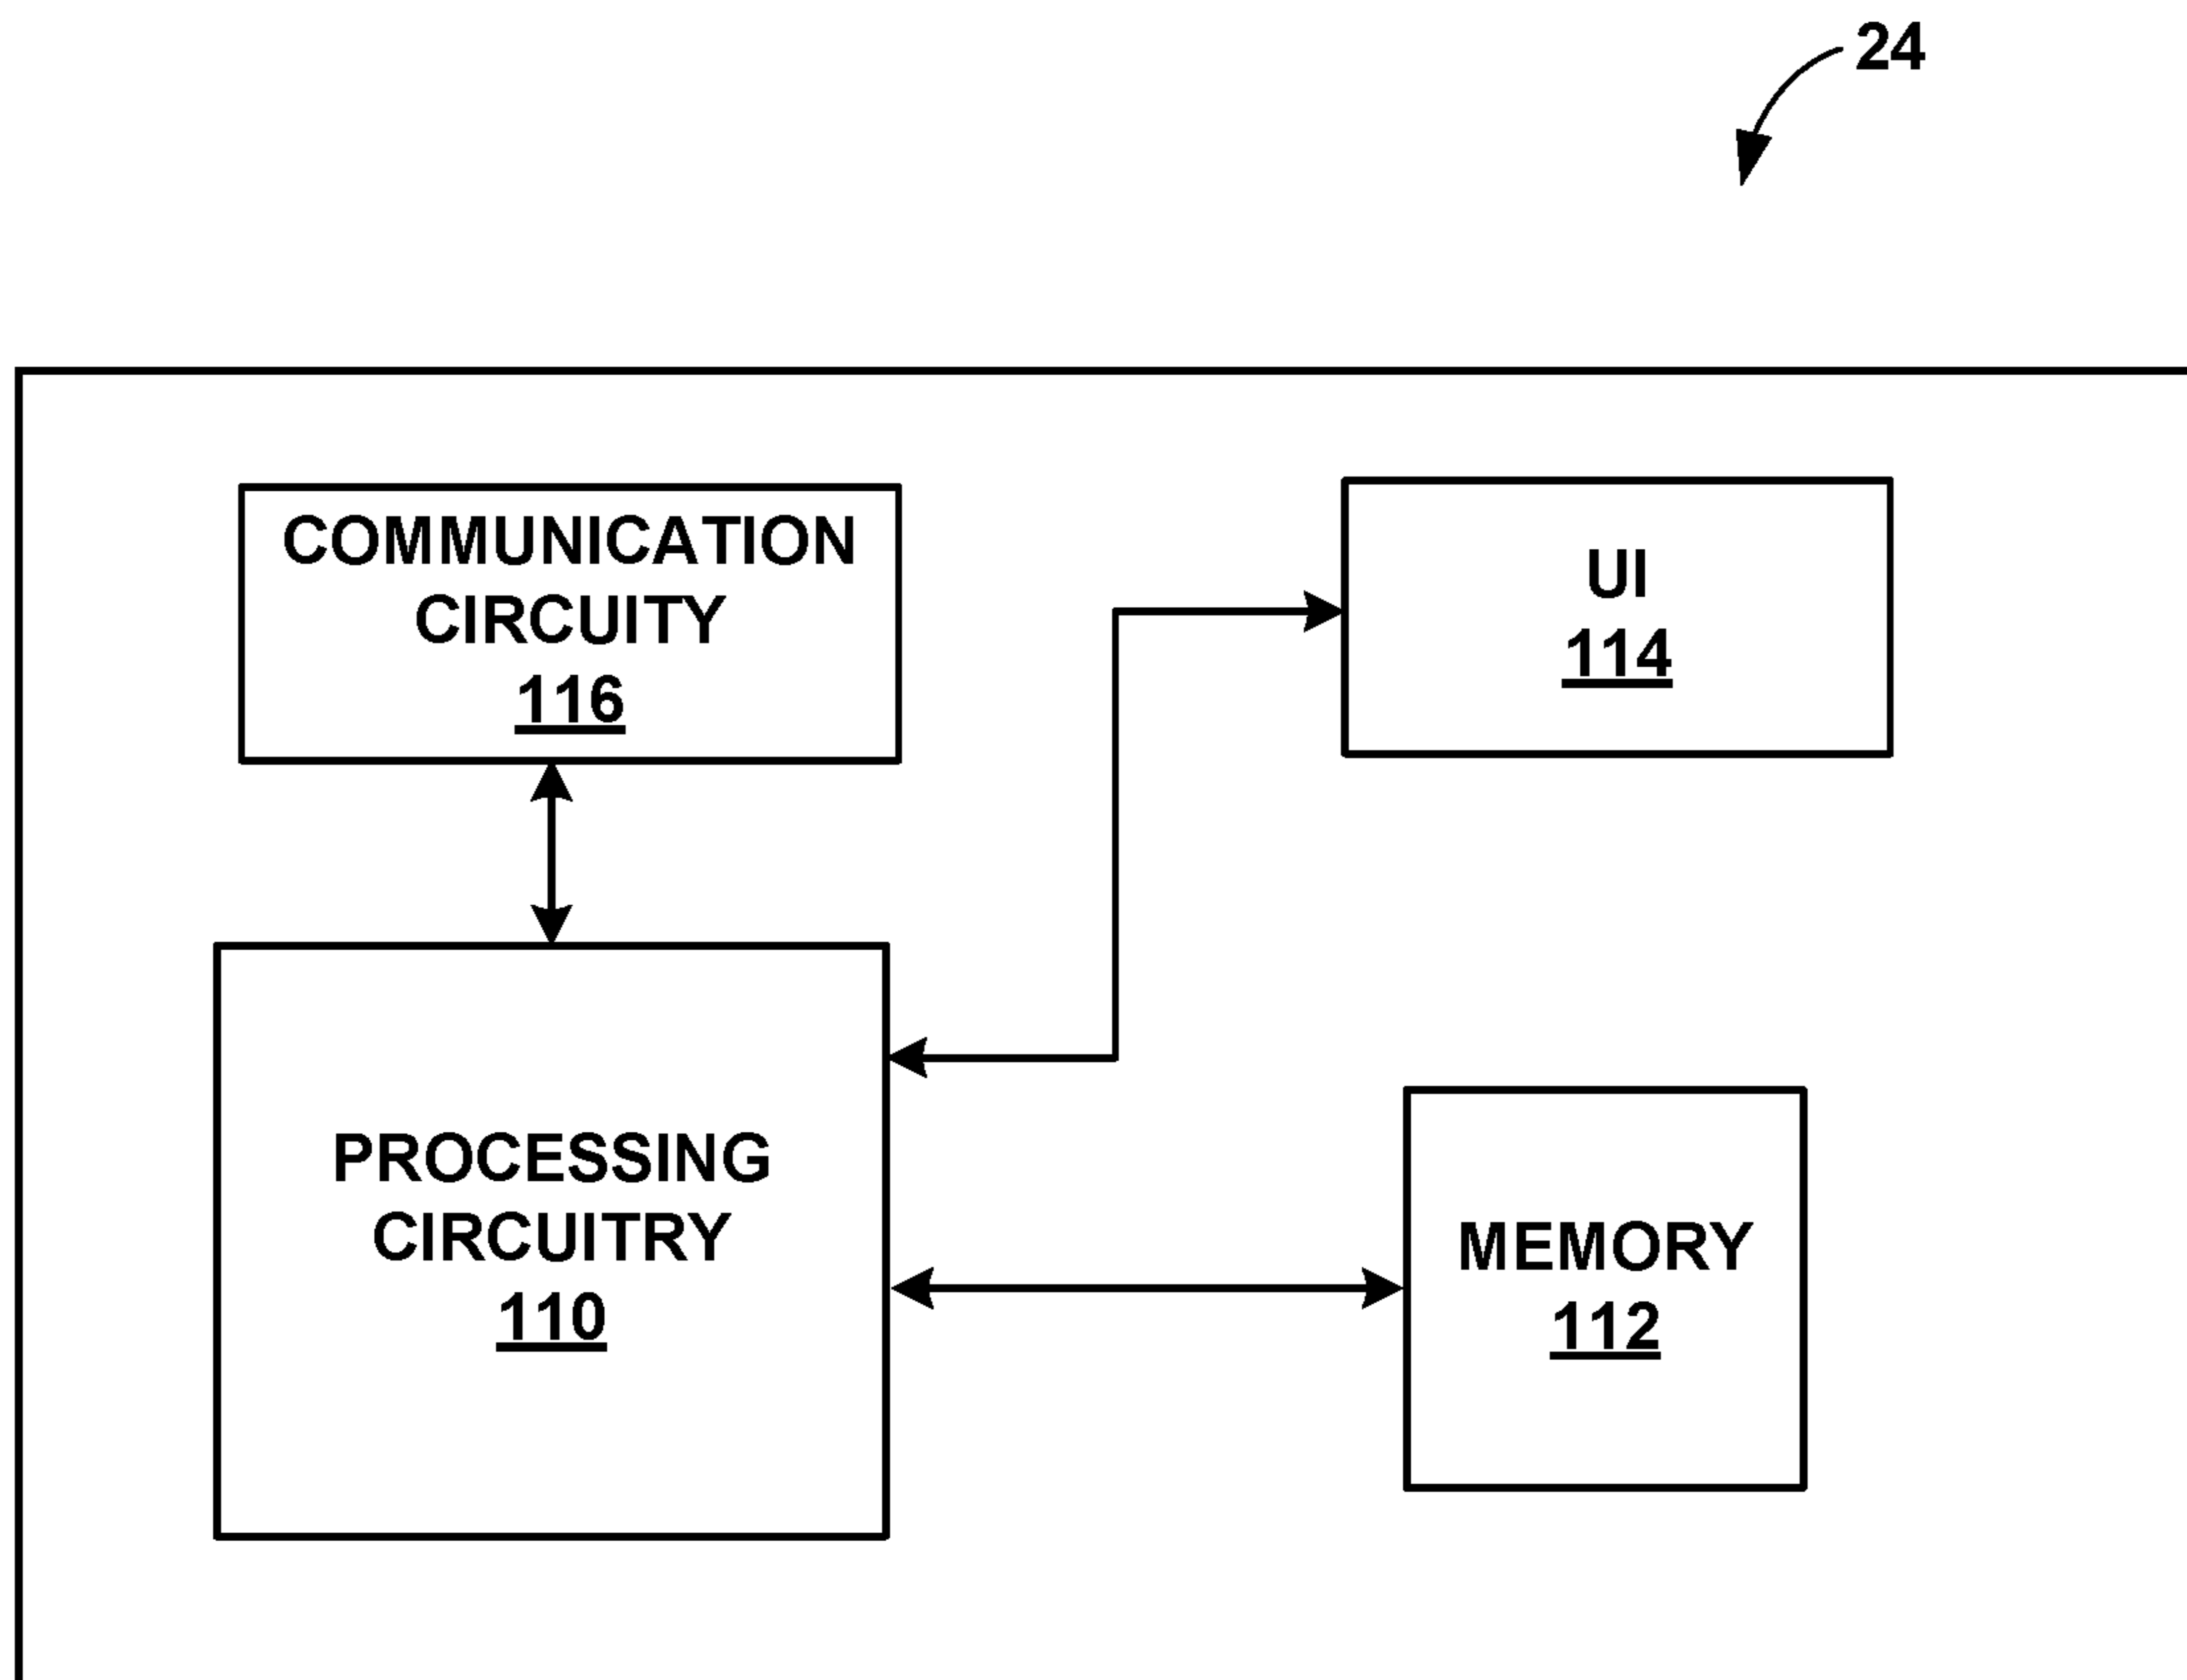 24
COMMUNICATION
CIRCUITY
116
UI
114
PROCESSING
CIRCUITRY
110
MEMORY
112